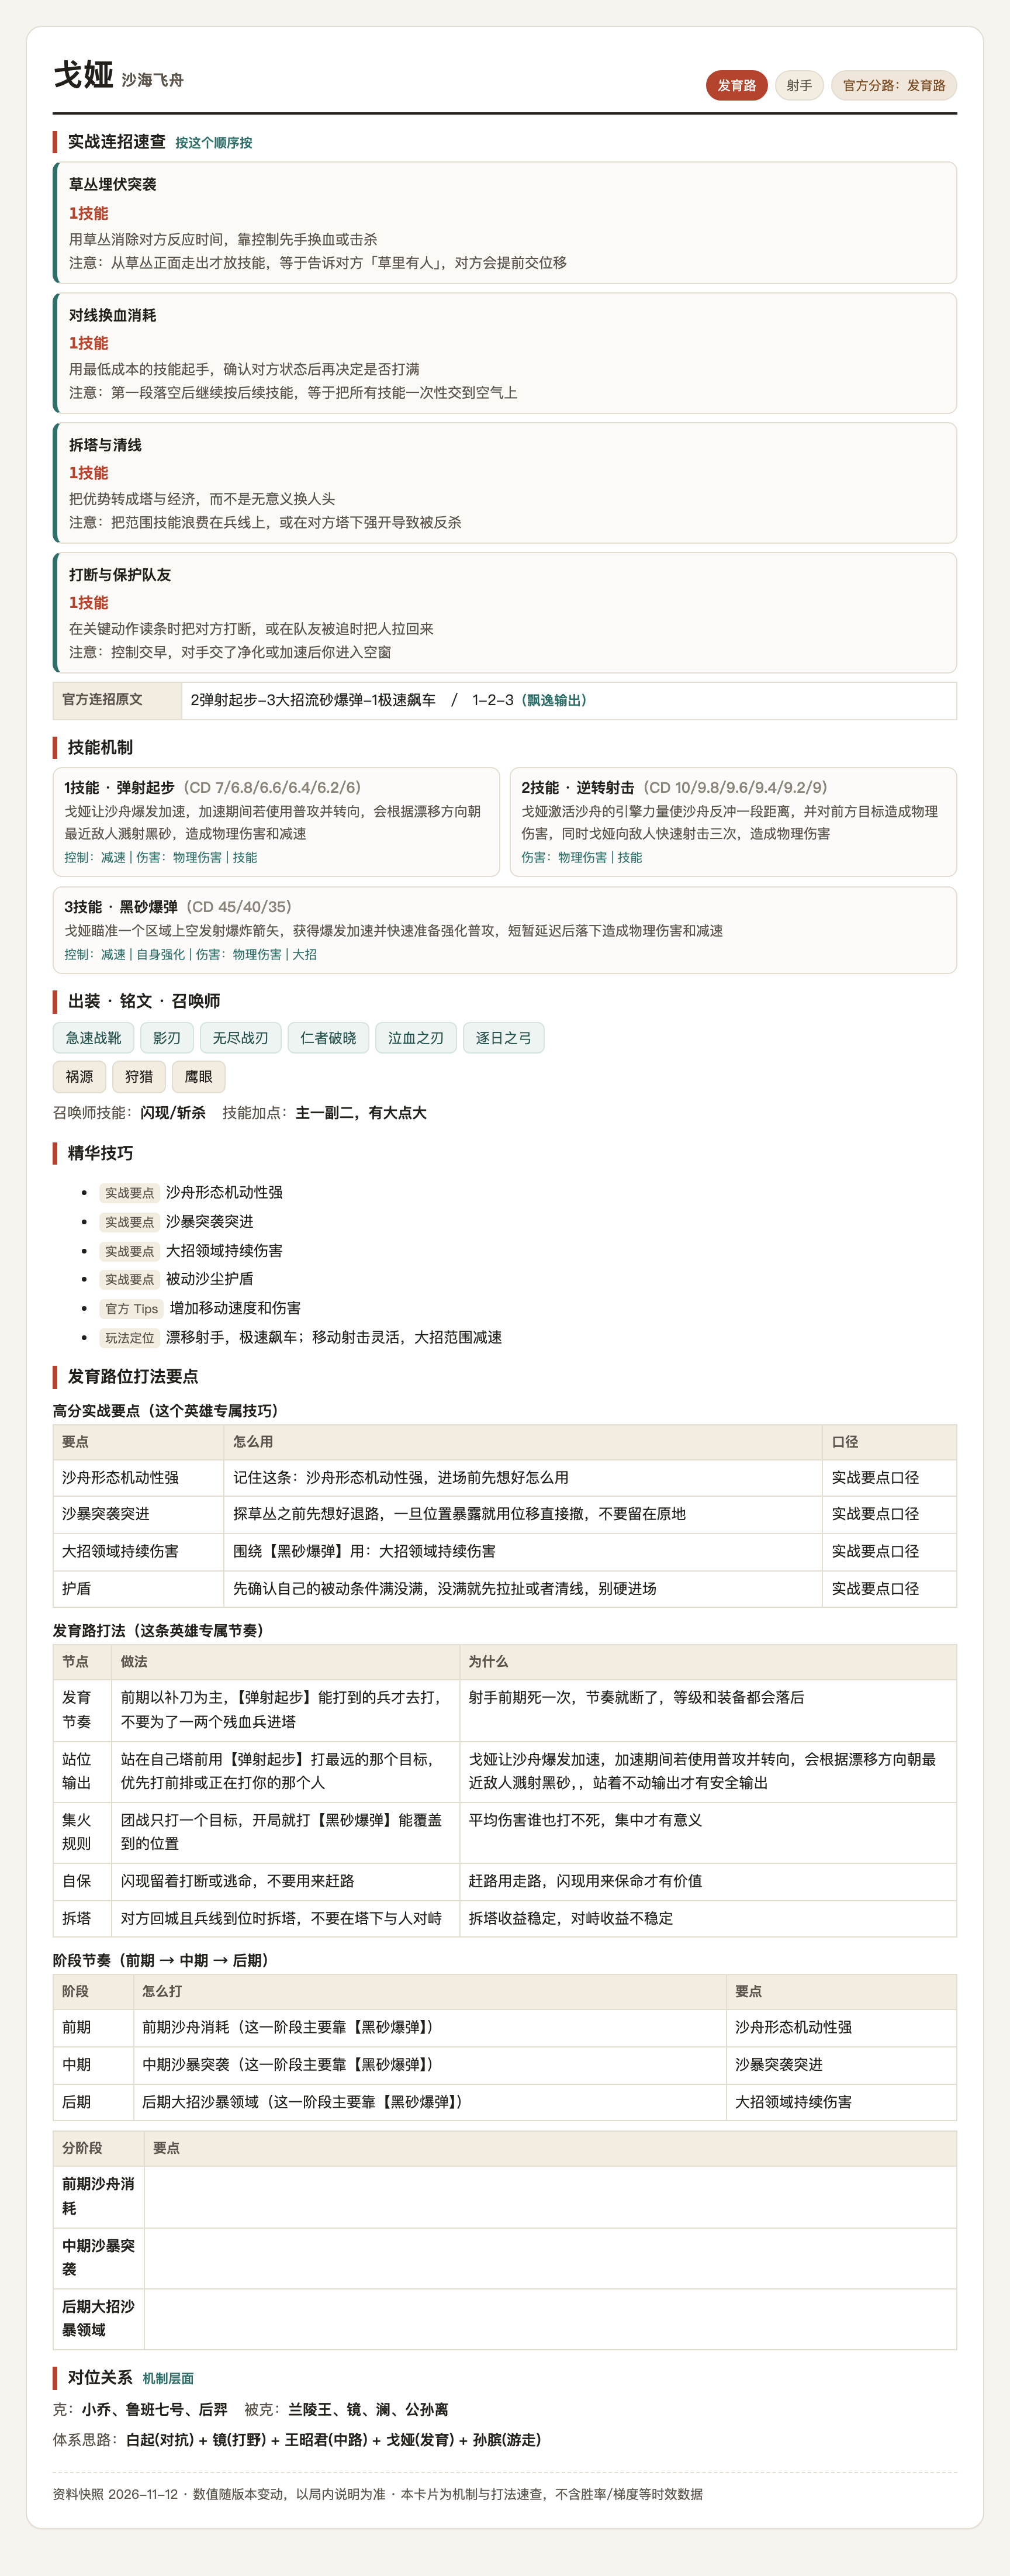 戈娅 沙海飞舟
发育路 射手 官方分路：发育路
实战连招速查 按这个顺序按
草丛埋伏突袭
1技能
用草丛消除对方反应时间，靠控制先手换血或击杀
注意：从草丛正面走出才放技能，等于告诉对方「草里有人」，对方会提前交位移
对线换血消耗
1技能
用最低成本的技能起手，确认对方状态后再决定是否打满
注意：第一段落空后继续按后续技能，等于把所有技能一次性交到空气上
拆塔与清线
1技能
把优势转成塔与经济，而不是无意义换人头
注意：把范围技能浪费在兵线上，或在对方塔下强开导致被反杀
打断与保护队友
1技能
在关键动作读条时把对方打断，或在队友被追时把人拉回来
注意：控制交早，对手交了净化或加速后你进入空窗
官方连招原文 2弹射起步–3大招流砂爆弹–1极速飙车 / 1–2–3（飘逸输出）
技能机制
1技能 · 弹射起步（CD 7/6.8/6.6/6.4/6.2/6）
戈娅让沙舟爆发加速，加速期间若使用普攻并转向，会根据漂移方向朝
最近敌人溅射黑砂，造成物理伤害和减速
控制：减速 | 伤害：物理伤害 | 技能
2技能 · 逆转射击（CD 10/9.8/9.6/9.4/9.2/9）
戈娅激活沙舟的引擎力量使沙舟反冲一段距离，并对前方目标造成物理
伤害，同时戈娅向敌人快速射击三次，造成物理伤害
伤害：物理伤害 | 技能
3技能 · 黑砂爆弹（CD 45/40/35）
戈娅瞄准一个区域上空发射爆炸箭矢，获得爆发加速并快速准备强化普攻，短暂延迟后落下造成物理伤害和减速
控制：减速 | 自身强化 | 伤害：物理伤害 | 大招
出装 · 铭文 · 召唤师
急速战靴 影刃 无尽战刃 仁者破晓 泣血之刃 逐日之弓
祸源 狩猎 鹰眼
召唤师技能：闪现/斩杀 技能加点：主一副二，有大点大
精华技巧
• 实战要点 沙舟形态机动性强
• 实战要点 沙暴突袭突进
• 实战要点 大招领域持续伤害
• 实战要点 被动沙尘护盾
• 官方 Tips 增加移动速度和伤害
• 玩法定位 漂移射手，极速飙车；移动射击灵活，大招范围减速
发育路位打法要点
高分实战要点（这个英雄专属技巧）
要点 怎么用 口径
沙舟形态机动性强 记住这条：沙舟形态机动性强，进场前先想好怎么用 实战要点口径
沙暴突袭突进 探草丛之前先想好退路，一旦位置暴露就用位移直接撤，不要留在原地 实战要点口径
大招领域持续伤害 围绕【黑砂爆弹】用：大招领域持续伤害 实战要点口径
护盾 先确认自己的被动条件满没满，没满就先拉扯或者清线，别硬进场 实战要点口径
发育路打法（这条英雄专属节奏）
节点 做法 为什么
发育
节奏
前期以补刀为主，【弹射起步】能打到的兵才去打，
不要为了一两个残血兵进塔
射手前期死一次，节奏就断了，等级和装备都会落后
站位
输出
站在自己塔前用【弹射起步】打最远的那个目标，
优先打前排或正在打你的那个人
戈娅让沙舟爆发加速，加速期间若使用普攻并转向，会根据漂移方向朝最
近敌人溅射黑砂，，站着不动输出才有安全输出
集火
规则
团战只打一个目标，开局就打【黑砂爆弹】能覆盖
到的位置
平均伤害谁也打不死，集中才有意义
自保 闪现留着打断或逃命，不要用来赶路 赶路用走路，闪现用来保命才有价值
拆塔 对方回城且兵线到位时拆塔，不要在塔下与人对峙 拆塔收益稳定，对峙收益不稳定
阶段节奏（前期 → 中期 → 后期）
阶段 怎么打 要点
前期 前期沙舟消耗（这一阶段主要靠【黑砂爆弹】） 沙舟形态机动性强
中期 中期沙暴突袭（这一阶段主要靠【黑砂爆弹】） 沙暴突袭突进
后期 后期大招沙暴领域（这一阶段主要靠【黑砂爆弹】） 大招领域持续伤害
分阶段 要点
前期沙舟消
耗
中期沙暴突
袭
后期大招沙
暴领域
对位关系 机制层面
克：小乔、鲁班七号、后羿 被克：兰陵王、镜、澜、公孙离
体系思路：白起(对抗) + 镜(打野) + 王昭君(中路) + 戈娅(发育) + 孙膑(游走)
资料快照 2026–11–12 · 数值随版本变动，以局内说明为准 · 本卡片为机制与打法速查，不含胜率/梯度等时效数据